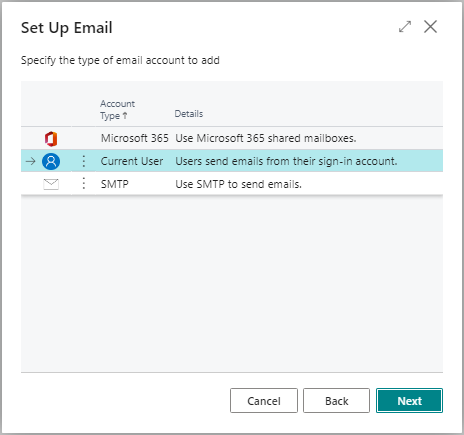 Set Up Email
Specify the type of email account to add
Account
Type ↑ Details
Microsoft 365 Use Microsoft 365 shared mailboxes.
Current User Users send emails from their sign-in account.
SMTP Use SMTP to send emails.
Cancel Back Next